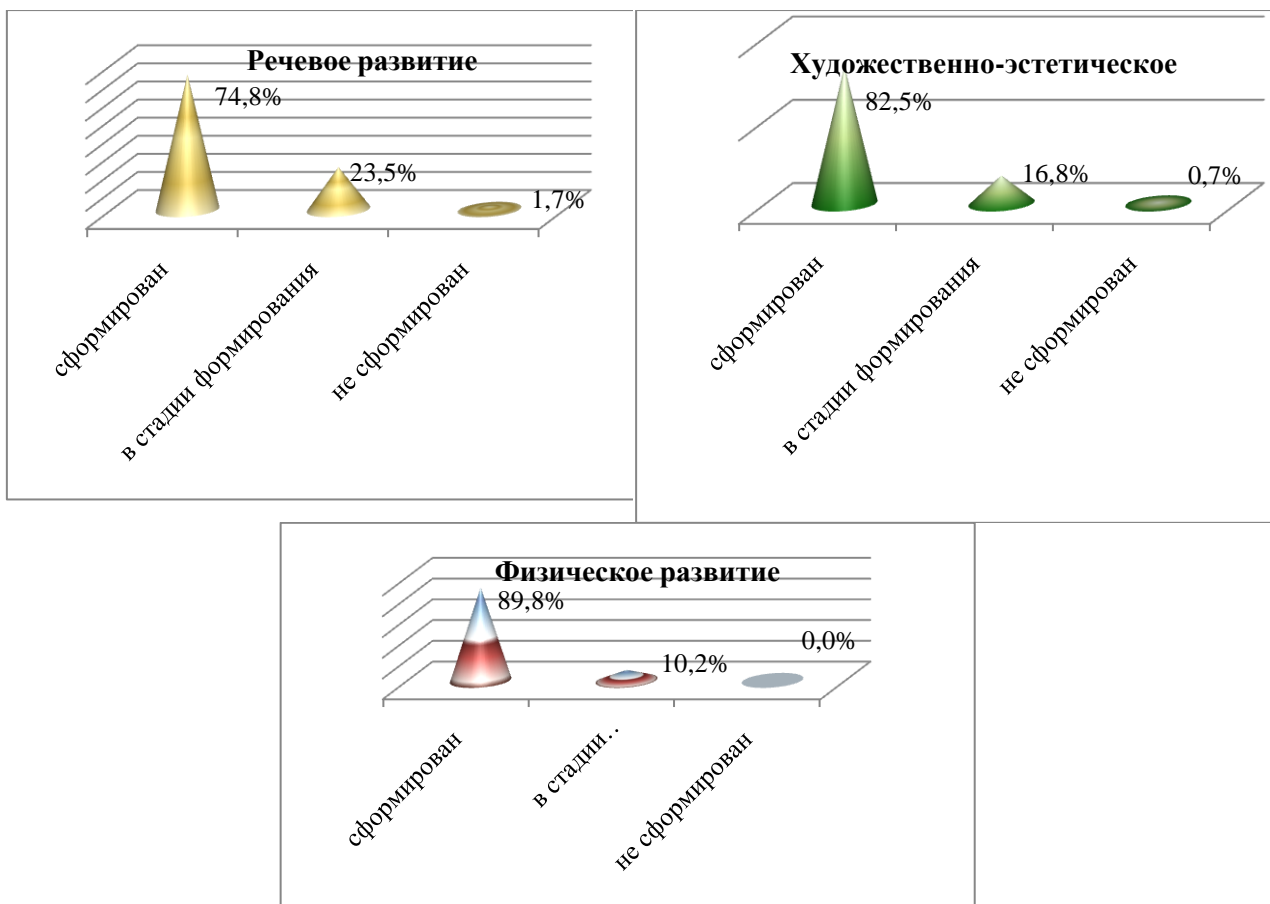 Речевое развитие
74,8%
23,5%
1,7%
сформирован
в стадии формирования
не сформирован
Художественно-эстетическое
82,5%
16,8%
0,7%
сформирован
в стадии формирования
не сформирован
Физическое развитие
89,8%
10,2%
0,0%
сформирован
в стадии..
не сформирован